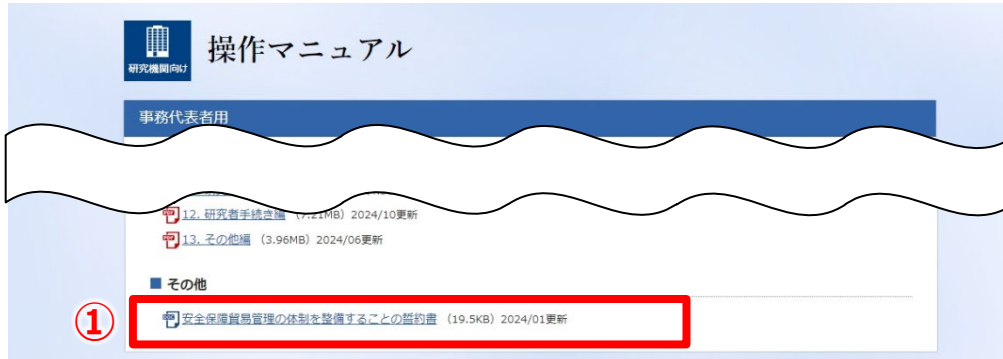 研究機関向け
操作マニュアル
事務代表者用
12. 研究者手続き編 (7.21MB) 2024/10更新
13. その他編 (3.96MB) 2024/06更新
■ その他
① 安全保障貿易管理の体制を整備することの誓約書 (19.5KB) 2024/01更新